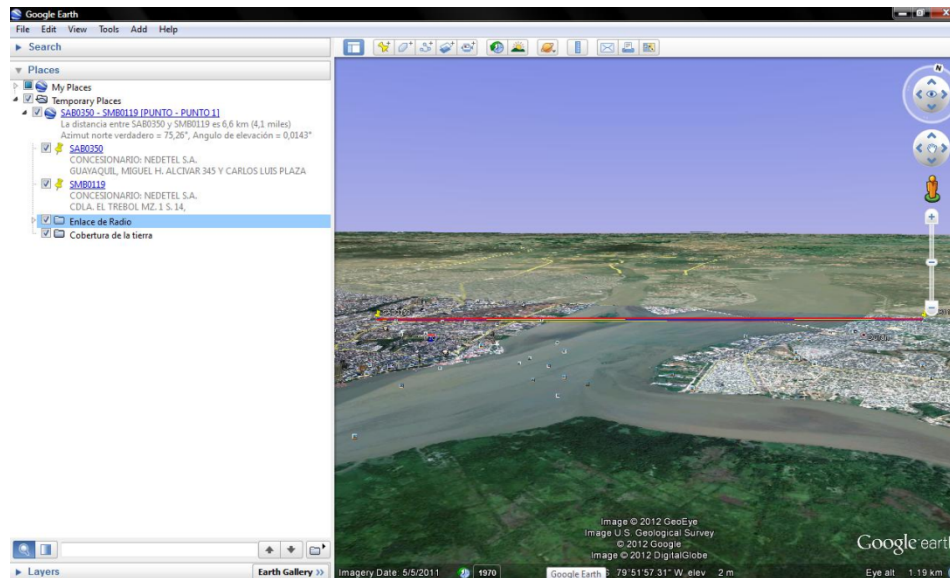 Google Earth
File Edit View Tools Add Help
Search
Places
My Places
Temporary Places
SAB0350 - SMB0119 [PUNTO - PUNTO 1]
La distancia entre SAB0350 y SMB0119 es 6,6 km (4,1 miles)
Azimut norte verdadero = 75,26°, Angulo de elevación = 0,0143°
SAB0350
CONCESIONARIO: NEDETEL S.A.
GUAYAQUIL, MIGUEL H. ALCIVAR 345 Y CARLOS LUIS PLAZA
SMB0119
CONCESIONARIO: NEDETEL S.A.
CDLA. EL TREBOL MZ. 1 S. 14,
Enlace de Radio
Cobertura de la tierra
N
Image © 2012 GeoEye
Image U.S. Geological Survey
© 2012 Google
Image © 2012 DigitalGlobe
Google earth
Layers
Earth Gallery >>
Imagery Date: 5/5/2011
1970
Google Earth
79°51'57.31" W elev 2 m
Eye alt 1.19 km